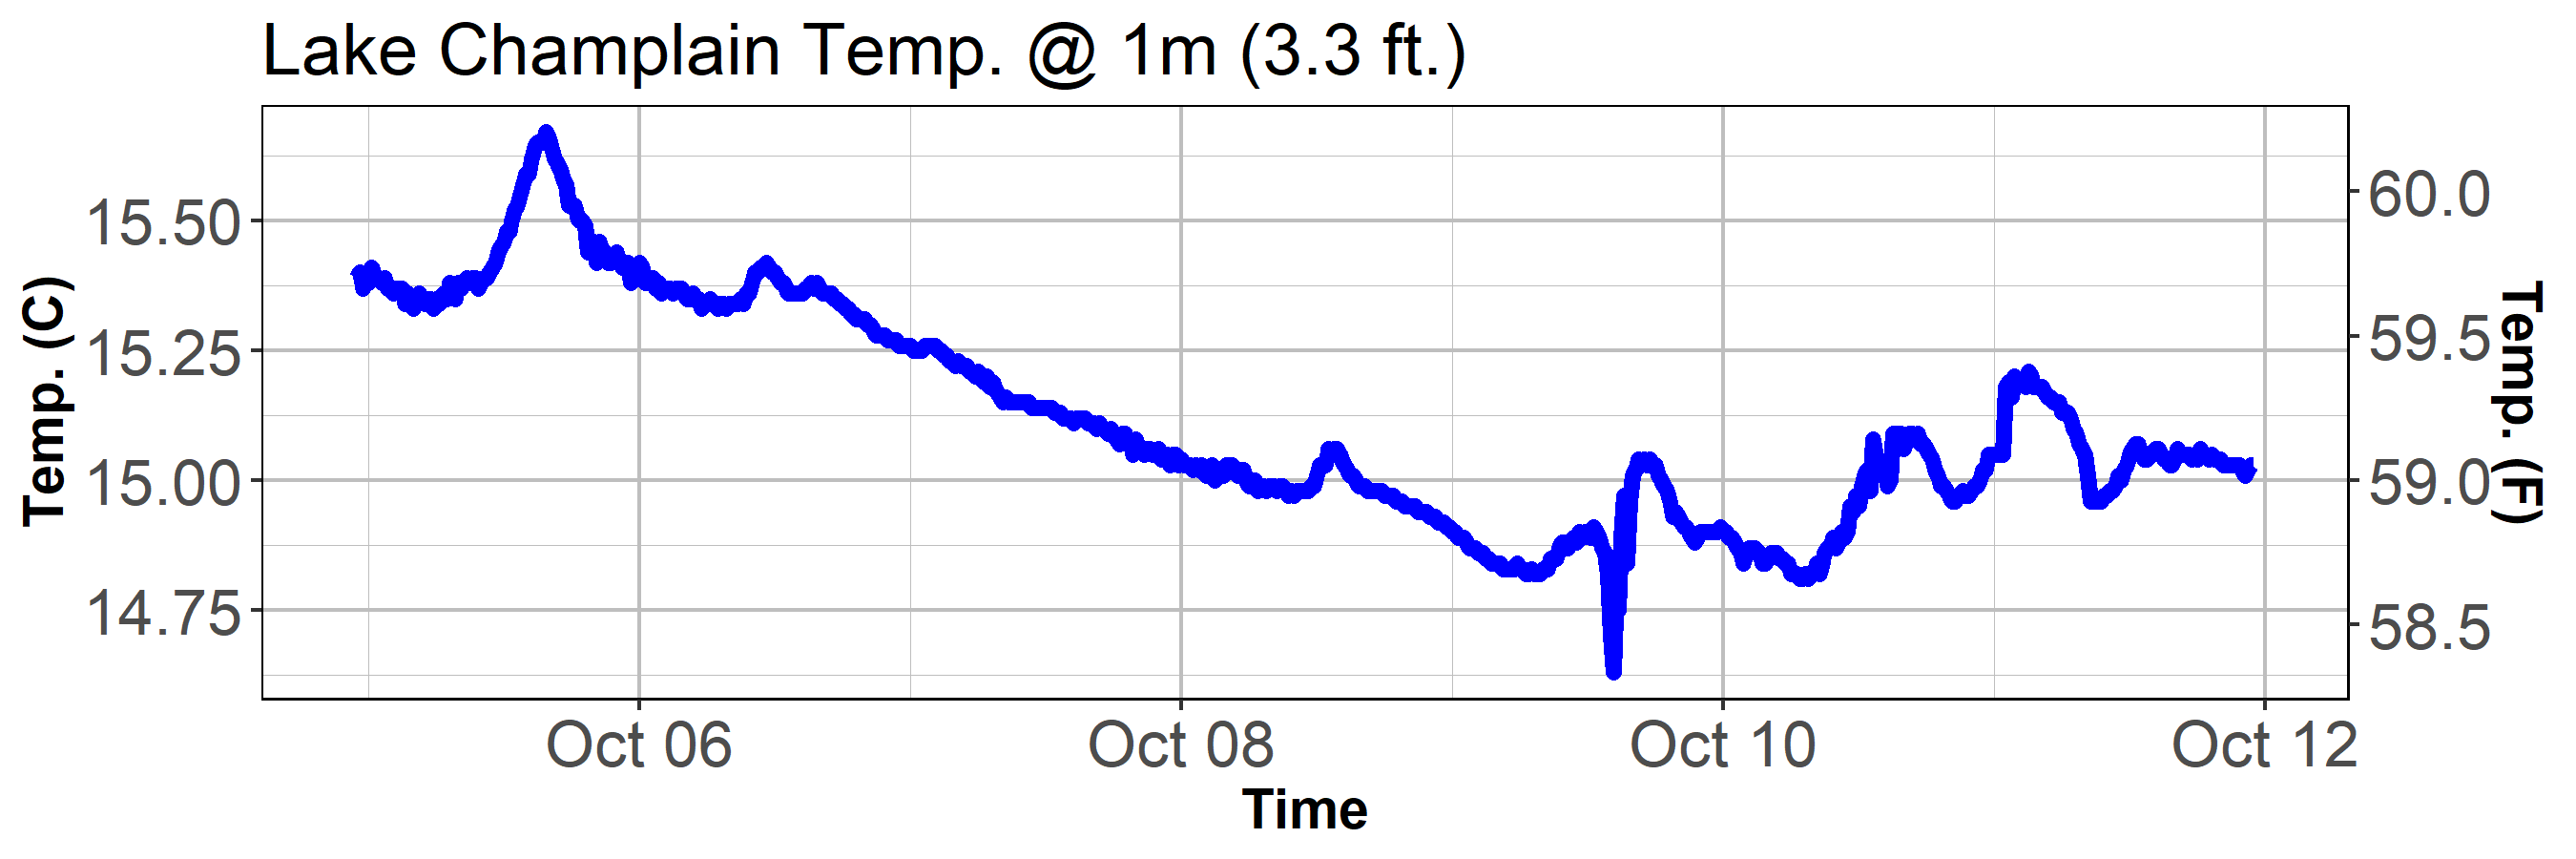 Lake Champlain Temp. @ 1m (3.3 ft.)
Temp. (C)
15.50
15.25
15.00
14.75
60.0
59.5
59.0
58.5
Temp. (F)
Oct 06
Oct 08
Oct 10
Oct 12
Time